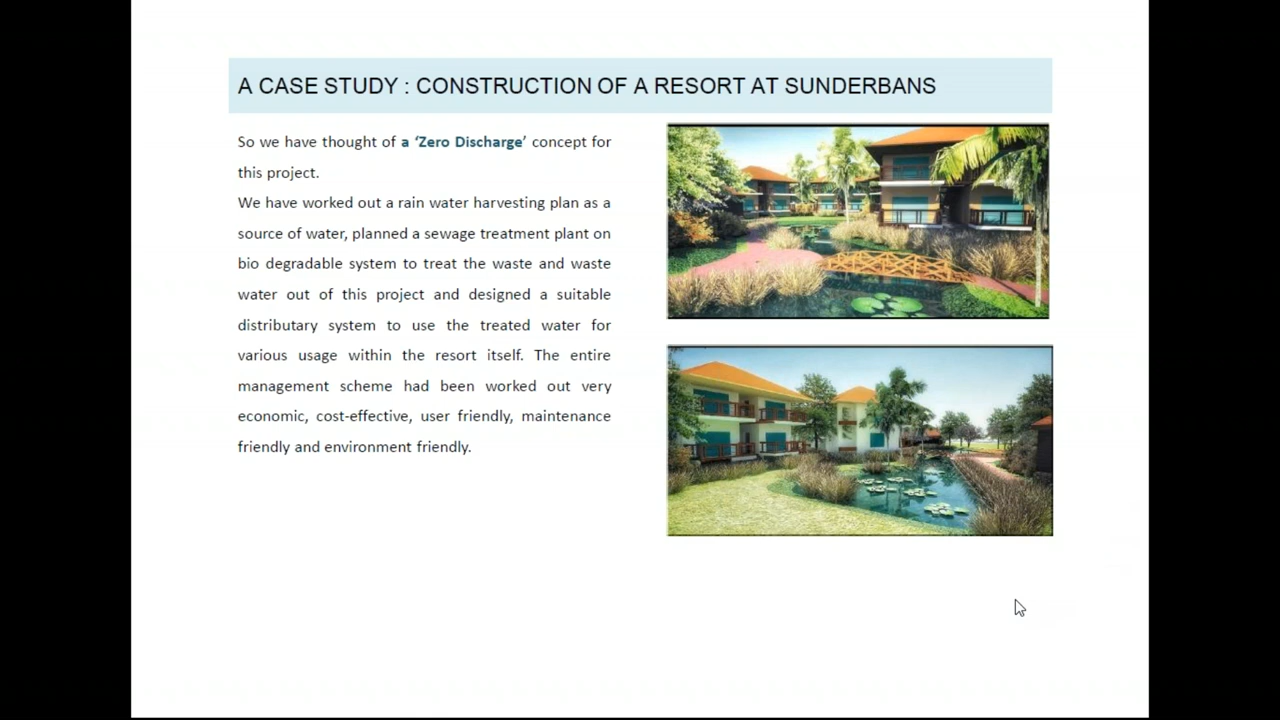 A CASE STUDY : CONSTRUCTION OF A RESORT AT SUNDERBANS
So we have thought of a ‘Zero Discharge’ concept for
this project.
We have worked out a rain water harvesting plan as a
source of water, planned a sewage treatment plant on
bio degradable system to treat the waste and waste
water out of this project and designed a suitable
distributary system to use the treated water for
various usage within the resort itself. The entire
management scheme had been worked out very
economic, cost-effective, user friendly, maintenance
friendly and environment friendly.